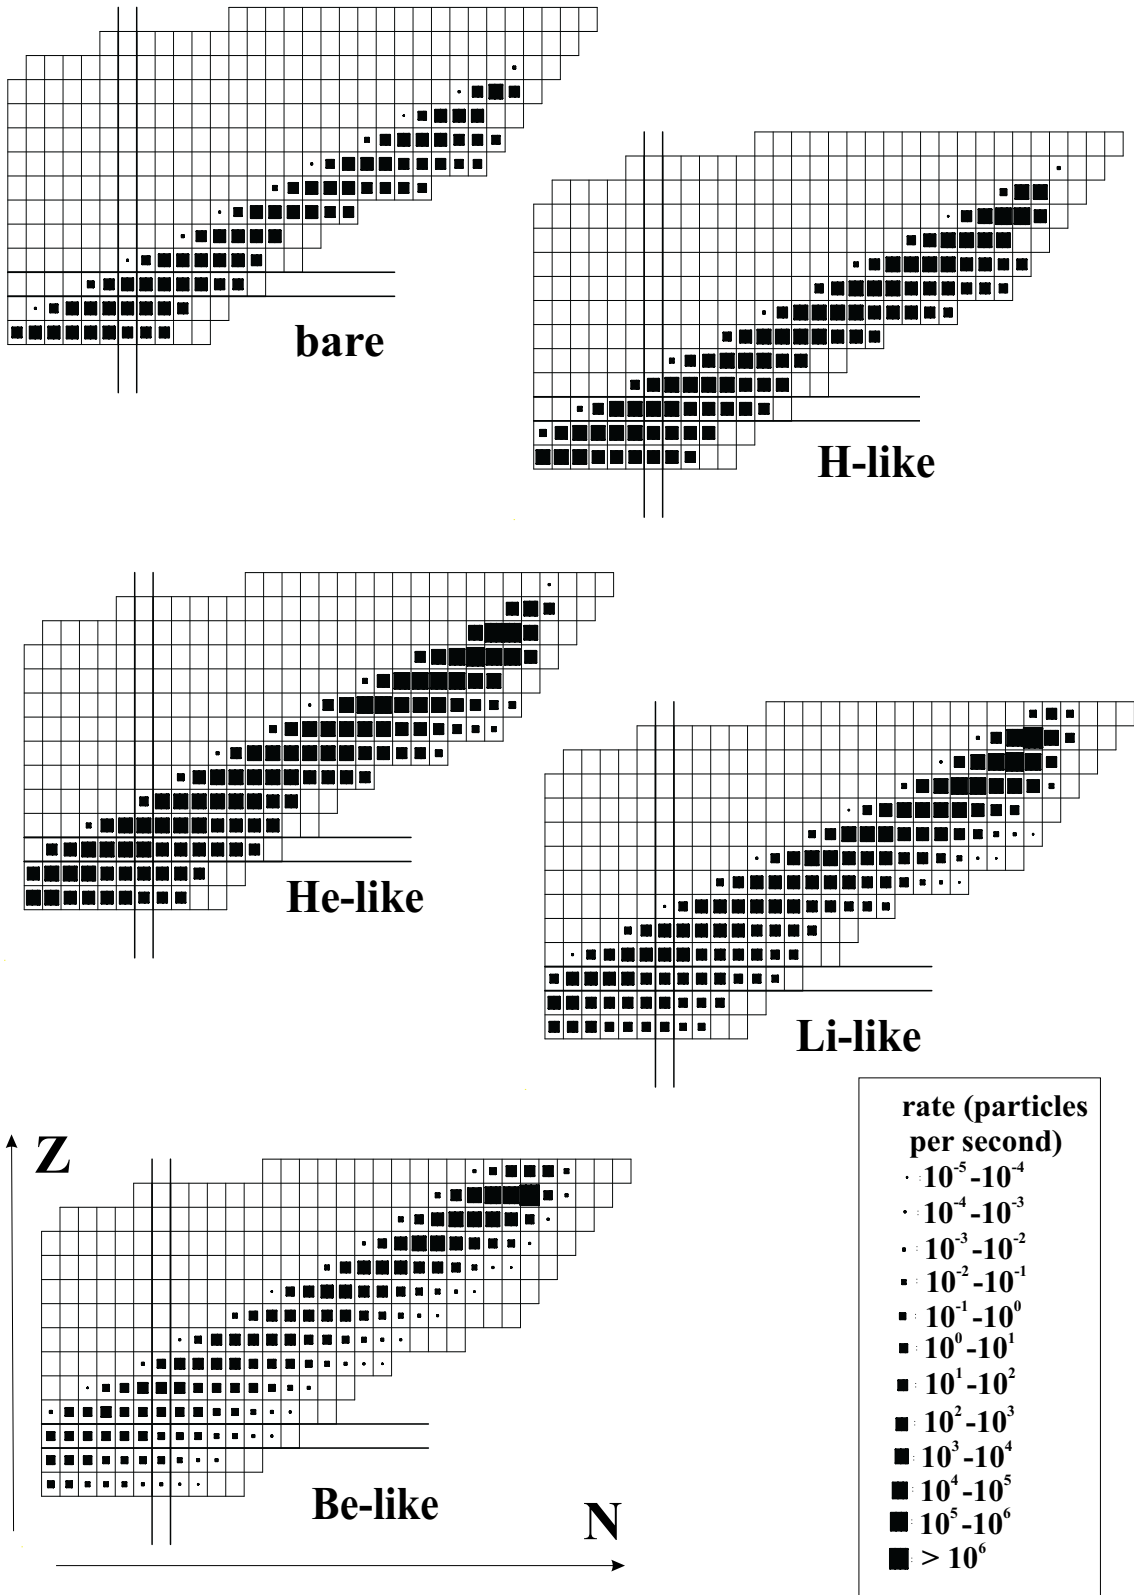 bare
H-like
He-like
Li-like
Z
Be-like
N
rate (particles
per second)
10⁻⁵-10⁻⁴
10⁻⁴-10⁻³
10⁻³-10⁻²
10⁻²-10⁻¹
10⁻¹-10⁰
10⁰-10¹
10¹-10²
10²-10³
10³-10⁴
10⁴-10⁵
10⁵-10⁶
> 10⁶